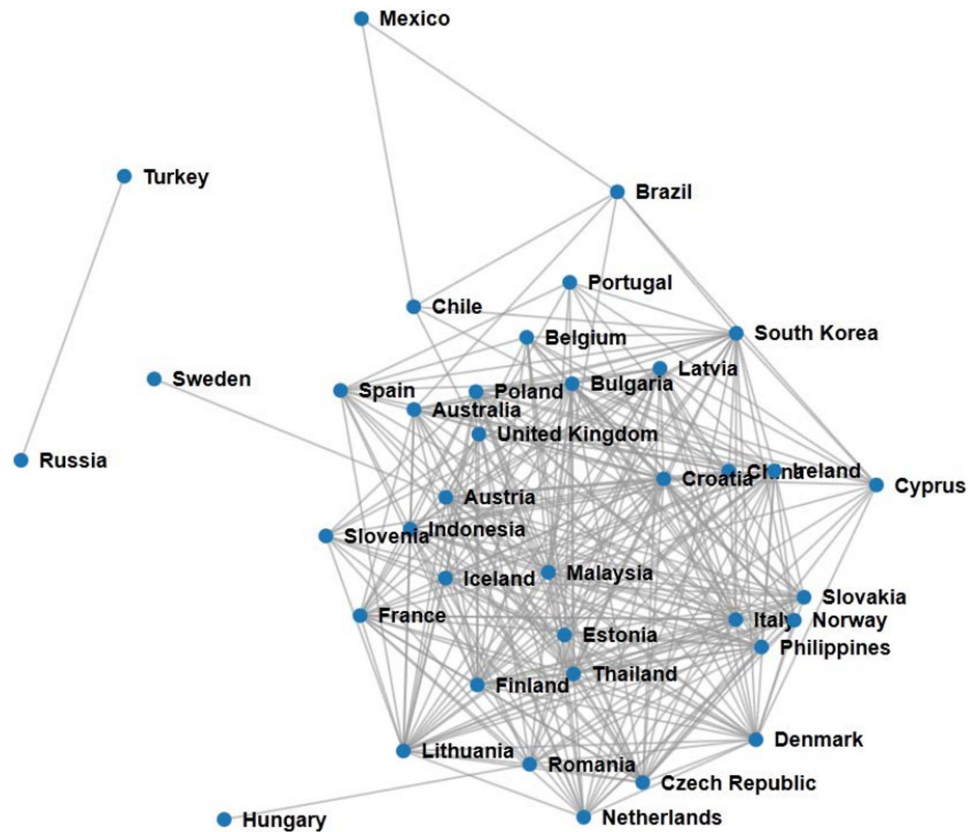 Mexico
Turkey
Brazil
Portugal
Chile
South Korea
Belgium
Latvia
Sweden
Spain
Poland
Bulgaria
Australia
United Kingdom
Russia
Croatia
China
Ireland
Cyprus
Austria
Slovenia
Indonesia
Iceland
Malaysia
Slovakia
France
Italy
Norway
Estonia
Philippines
Thailand
Finland
Lithuania
Denmark
Romania
Czech Republic
Hungary
Netherlands